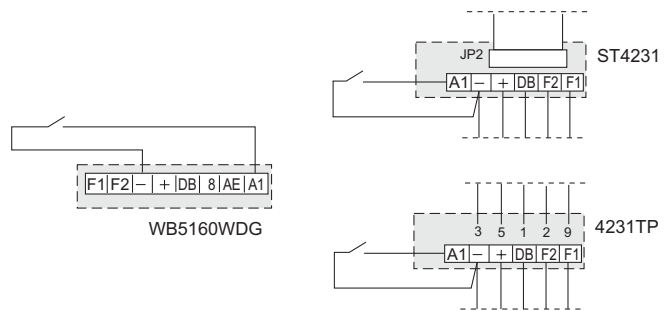 JP2
ST4231
A1 – + DB F2 F1
F1 F2 – + DB 8 AE A1
WB5160WDG
3 5 1 2 9
4231TP
A1 – + DB F2 F1